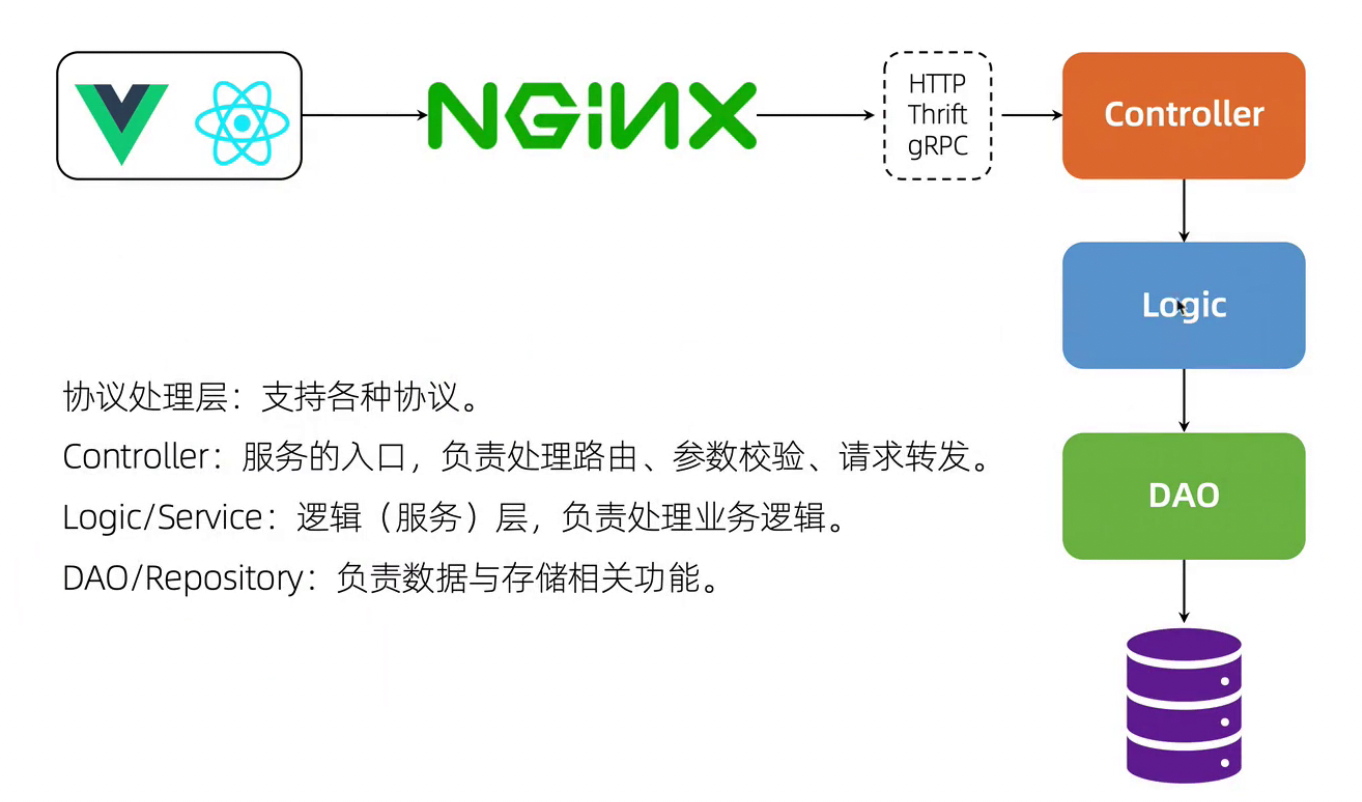 NGiNX
HTTP
Thrift
gRPC
Controller
Logic
DAO
协议处理层：支持各种协议。
Controller：服务的入口，负责处理路由、参数校验、请求转发。
Logic/Service：逻辑（服务）层，负责处理业务逻辑。
DAO/Repository：负责数据与存储相关功能。